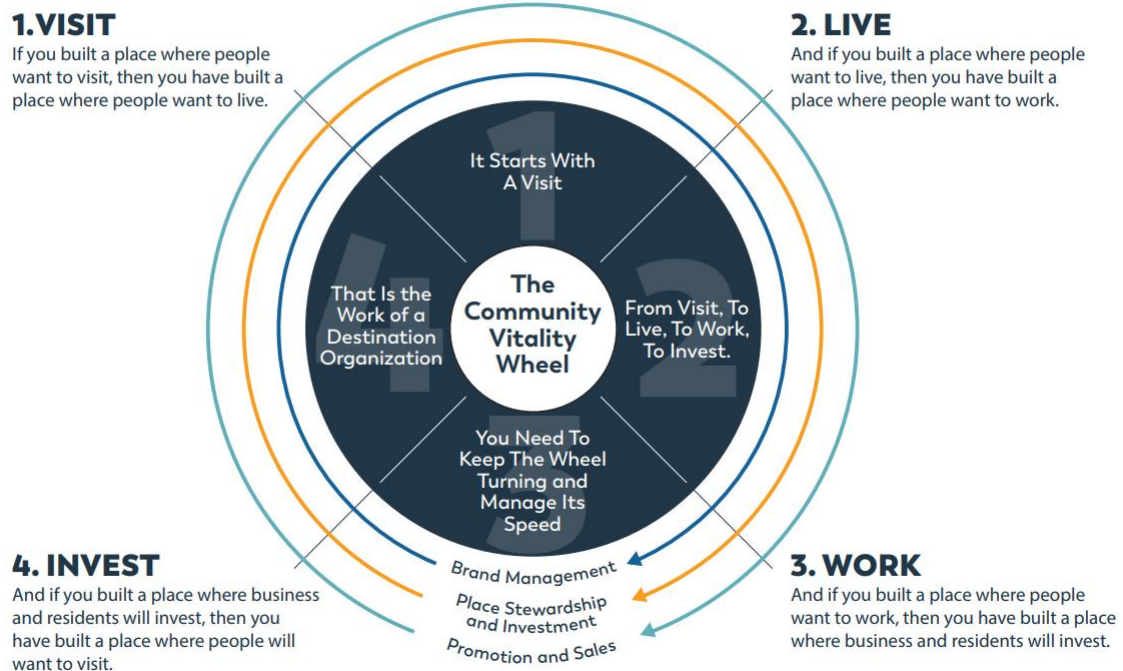 1. VISIT
If you built a place where people
want to visit, then you have built a
place where people want to live.
2. LIVE
And if you built a place where people
want to live, then you have built a
place where people want to work.
1
It Starts With
A Visit
4
That Is the
Work of a
Destination
Organization
The
Community
Vitality
Wheel
2
From Visit, To
Live, To Work,
To Invest.
3
You Need To
Keep The Wheel
Turning and
Manage Its
Speed
Brand Management
Place Stewardship
and Investment
Promotion and Sales
4. INVEST
And if you built a place where business
and residents will invest, then you
have built a place where people will
want to visit.
3. WORK
And if you built a place where people
want to work, then you have built a place
where business and residents will invest.